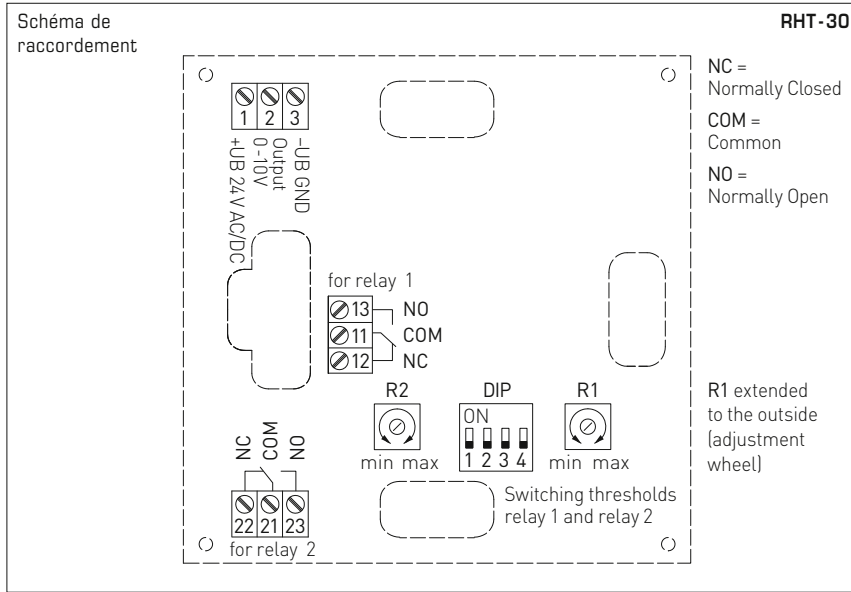 Schéma de
raccordement
RHT-30
NC =
Normally Closed
COM =
Common
NO =
Normally Open
1 2 3
+UB 24V AC/DC
Output
0-10V
-UB GND
for relay 1
13 NO
11 COM
12 NC
R2
min max
DIP
ON
1 2 3 4
R1
min max
R1 extended
to the outside
(adjustment
wheel)
Switching thresholds
relay 1 and relay 2
NC COM NO
22 21 23
for relay 2